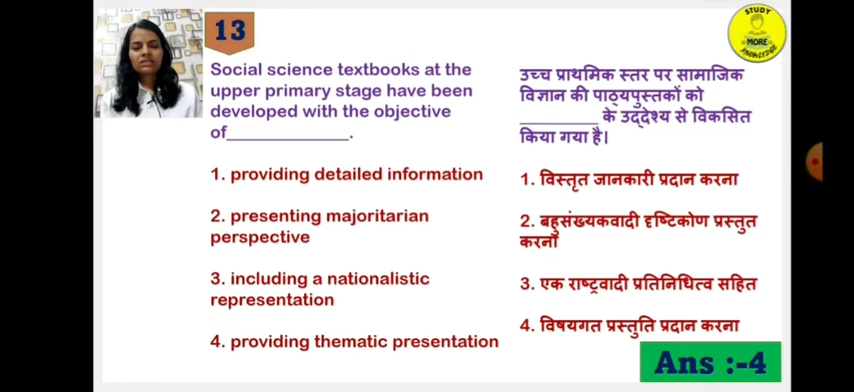 13
STUDY
MORE
KNOWLEDGE
Social science textbooks at the
upper primary stage have been
developed with the objective
of______________.
1. providing detailed information
2. presenting majoritarian
perspective
3. including a nationalistic
representation
4. providing thematic presentation
उच्च प्राथमिक स्तर पर सामाजिक
विज्ञान की पाठ्यपुस्तकों को
__________ के उद्देश्य से विकसित
किया गया है।
1. विस्तृत जानकारी प्रदान करना
2. बहुसंख्यकवादी दृष्टिकोण प्रस्तुत
करना
3. एक राष्ट्रवादी प्रतिनिधित्व सहित
4. विषयगत प्रस्तुति प्रदान करना
Ans :-4